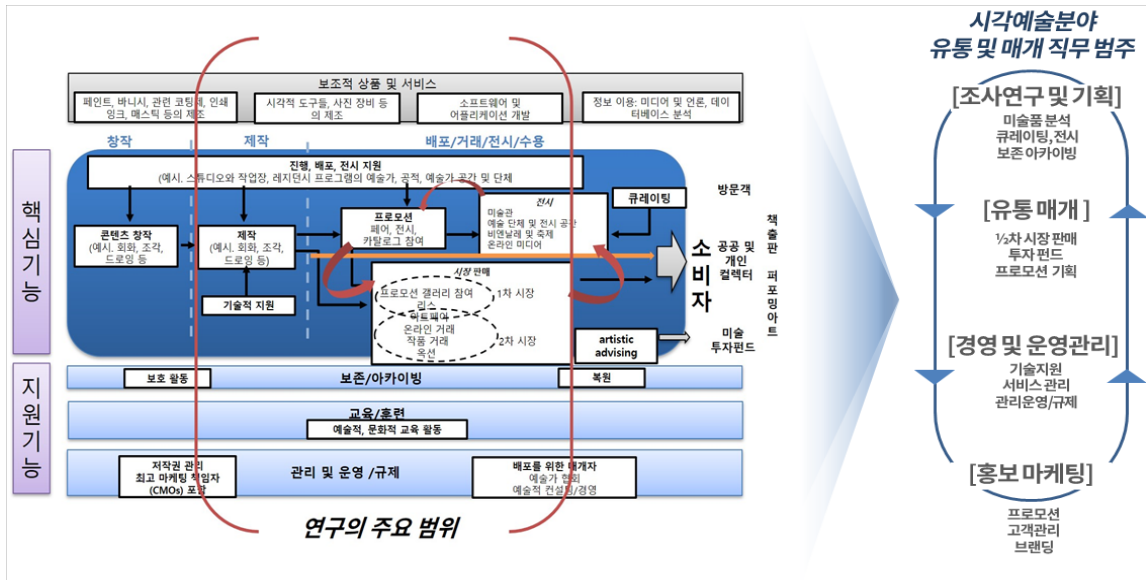 시각예술분야
유통 및 매개 직무 범주
보조적 상품 및 서비스
페인트, 바니시, 관련 코팅제, 인쇄
잉크, 매스틱 등의 제조
시각적 도구들, 사진 장비 등
의 제조
소프트웨어 및
어플리케이션 개발
정보 이용: 미디어 및 언론, 데이
터베이스 분석
창작
제작
배포/거래/전시/수용
핵심기능
진행, 배포, 전시 지원
(예시. 스튜디오와 작업장, 레지던시 프로그램의 예술가, 공적, 예술가 공간 및 단체
콘텐츠 창작
(예시. 회화, 조각,
드로잉 등
제작
(예시. 회화, 조각,
드로잉 등)
기술적 지원
프로모션
페어, 전시,
카탈로그 참여
전시
미술관
예술 단체 및 전시 공간
비엔날레 및 축제
온라인 미디어
큐레이팅
시장 판매
프로모션 갤러리 참여
리스
1차 시장
아트페어
온라인 거래
작품 거래
옥션
2차 시장
artistic
advising
소비자
방문객
공공 및
개인
컬렉터
미술
투자펀드
책출판 퍼포밍아트
지원기능
보호 활동
보존/아카이빙
복원
교육/훈련
예술적, 문화적 교육 활동
저작권 관리
최고 마케팅 책임자
(CMOs) 포함
관리 및 운영 /규제
배포를 위한 매개자
예술가 협회
예술적 컨설팅/경영
연구의 주요 범위
[조사연구 및 기획]
미술품 분석
큐레이팅,전시
보존 아카이빙
[유통 매개]
½차 시장 판매
투자 펀드
프로모션 기획
[경영 및 운영관리]
기술지원
서비스 관리
관리운영/규제
[홍보 마케팅]
프로모션
고객관리
브랜딩